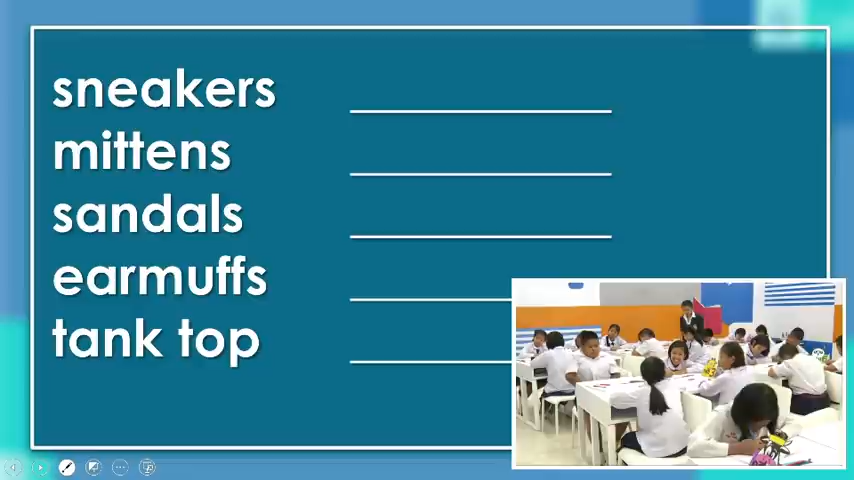 sneakers
mittens
sandals
earmuffs
tank top